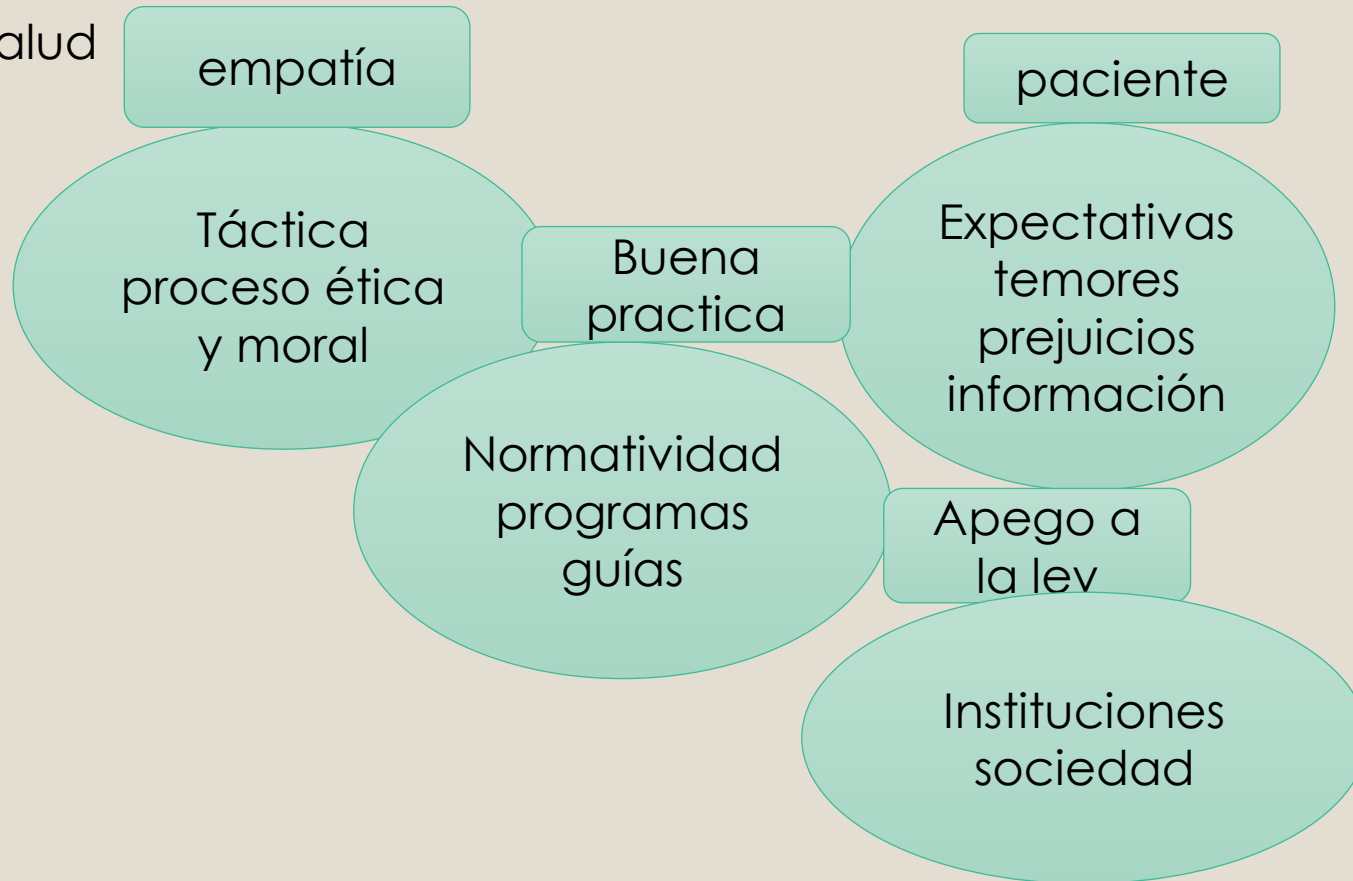 alud
empatía
paciente
Táctica
proceso ética
y moral
Buena
practica
Expectativas
temores
prejuicios
información
Normatividad
programas
guías
Apego a
la ley
Instituciones
sociedad